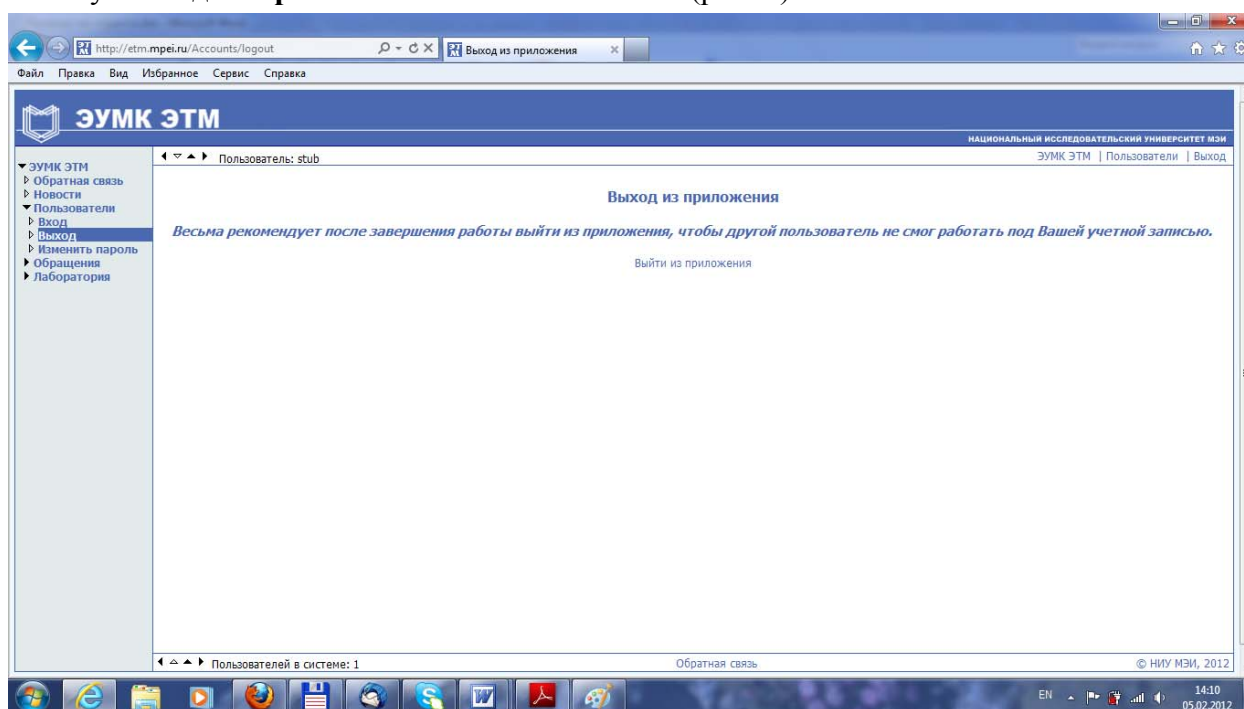 http://etm.mpei.ru/Accounts/logout
Выход из приложения
Файл Правка Вид Избранное Сервис Справка
ЭУМК ЭТМ
НАЦИОНАЛЬНЫЙ ИССЛЕДОВАТЕЛЬСКИЙ УНИВЕРСИТЕТ МЭИ
Пользователь: stub
ЭУМК ЭТМ | Пользователи | Выход
ЭУМК ЭТМ
Обратная связь
Новости
Пользователи
Вход
Выход
Изменить пароль
Обращения
Лаборатория
Выход из приложения
Весьма рекомендует после завершения работы выйти из приложения, чтобы другой пользователь не смог работать под Вашей учетной записью.
Выйти из приложения
Пользователей в системе: 1
Обратная связь
© НИУ МЭИ, 2012
EN
14:10
05.02.2012